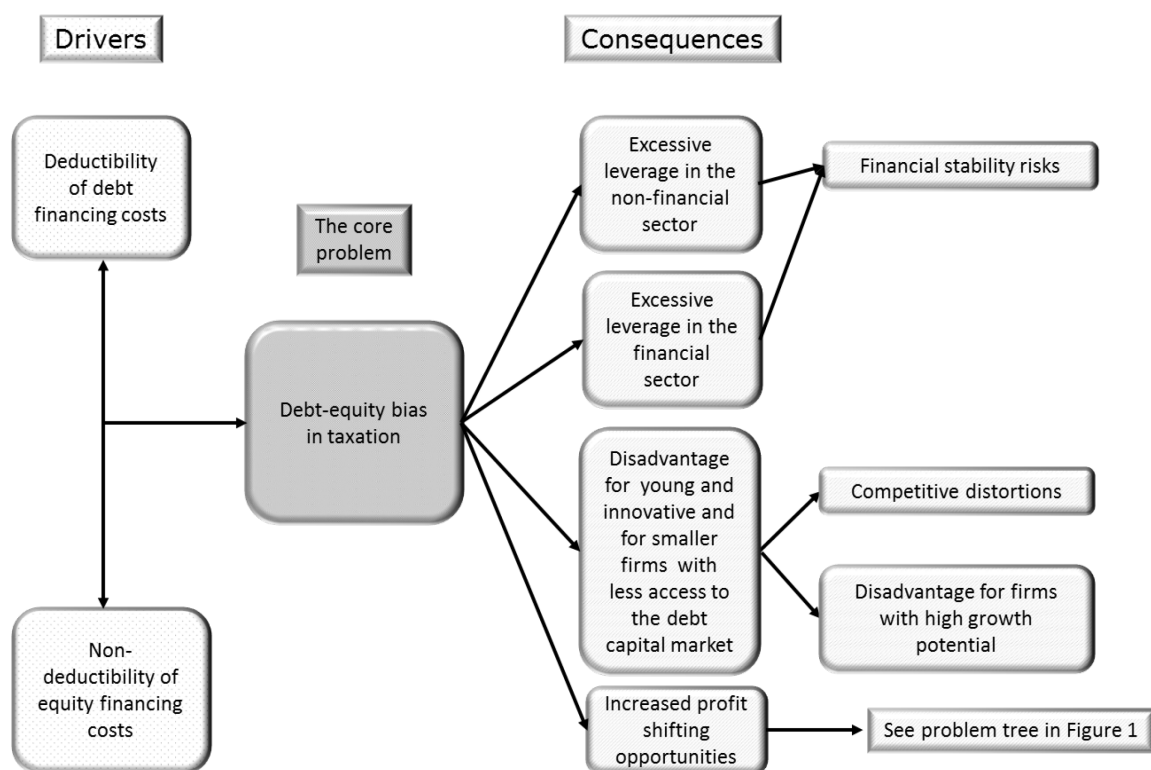 Drivers
Consequences
Deductibility
of debt
financing costs
The core
problem
Debt-equity bias
in taxation
Non-
deductibility of
equity financing
costs
Excessive
leverage in the
non-financial
sector
Financial stability risks
Excessive
leverage in the
financial
sector
Disadvantage
for young and
innovative and
for smaller
firms with
less access to
the debt
capital market
Competitive distortions
Disadvantage for firms
with high growth
potential
Increased profit
shifting
opportunities
See problem tree in Figure 1